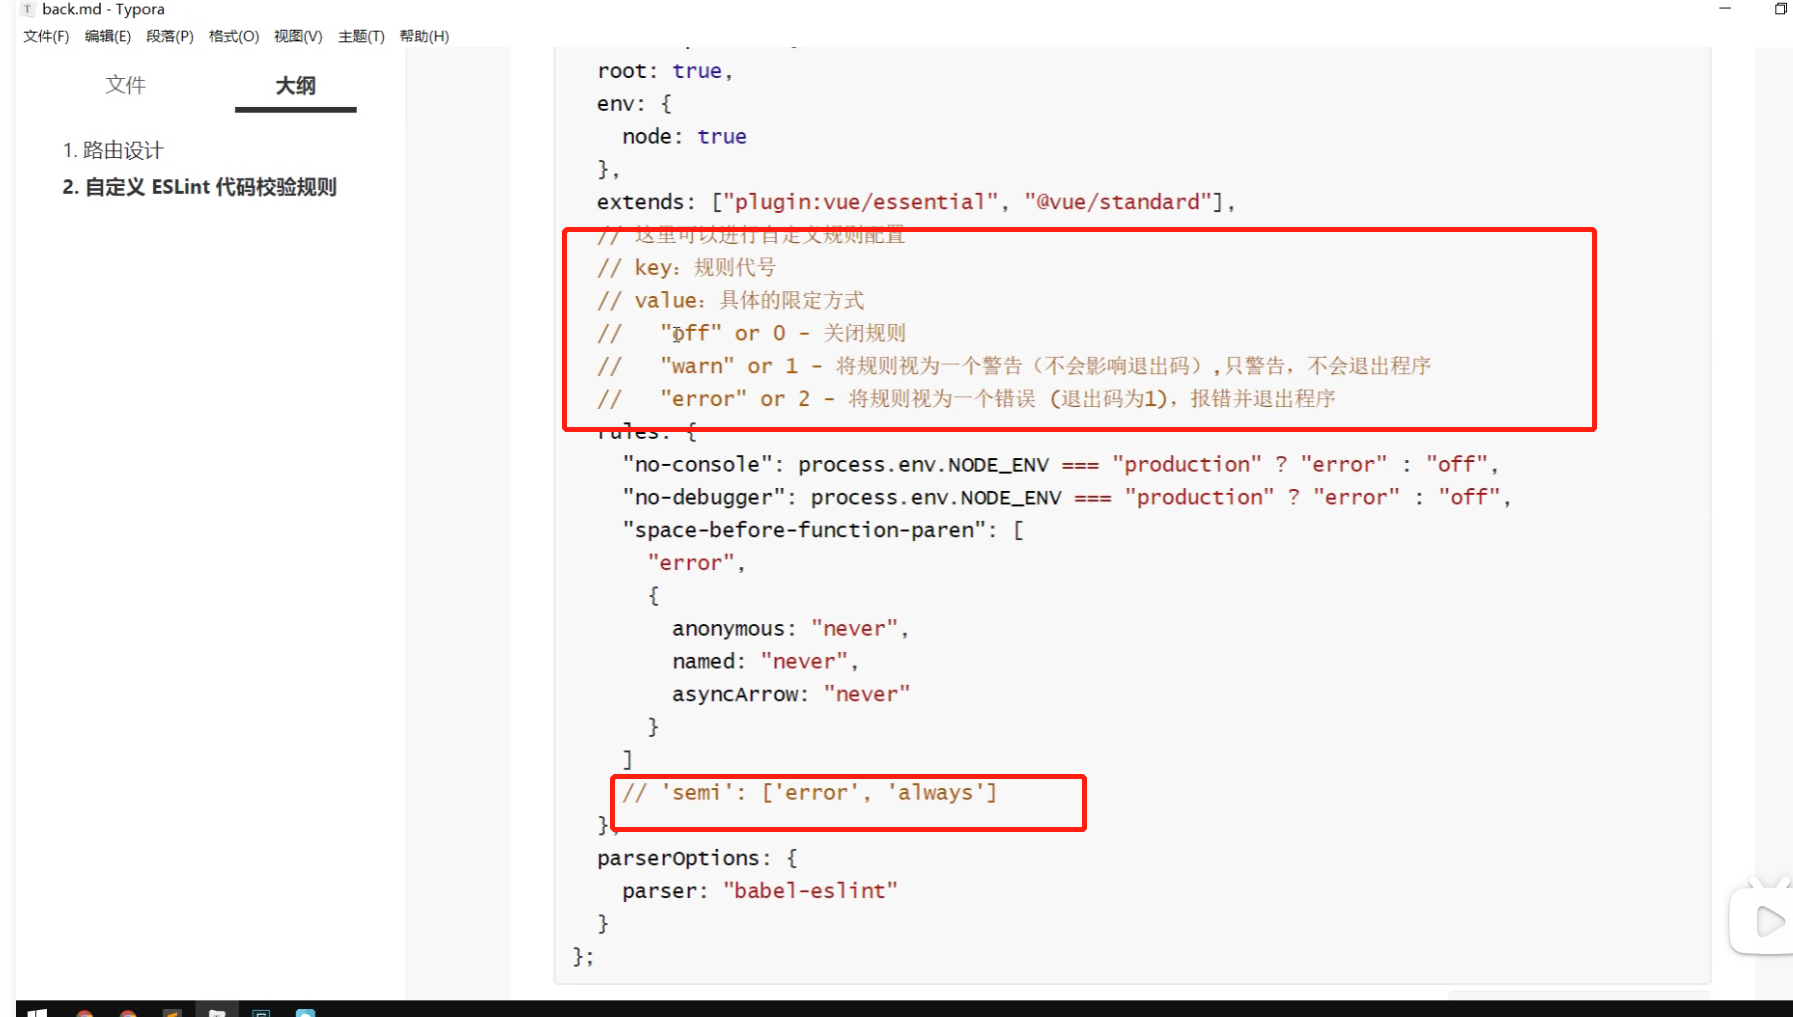 back.md - Typora
文件(F) 编辑(E) 段落(P) 格式(O) 视图(V) 主题(T) 帮助(H)
文件 大纲
1. 路由设计
2. 自定义 ESLint 代码校验规则
root: true,
env: {
node: true
},
extends: ["plugin:vue/essential", "@vue/standard"],
// 这里可以进行自定义规则配置
// key：规则代号
// value：具体的限定方式
// "off" or 0 - 关闭规则
// "warn" or 1 - 将规则视为一个警告（不会影响退出码）,只警告，不会退出程序
// "error" or 2 - 将规则视为一个错误 (退出码为1)，报错并退出程序
rules: {
"no-console": process.env.NODE_ENV === "production" ? "error" : "off",
"no-debugger": process.env.NODE_ENV === "production" ? "error" : "off",
"space-before-function-paren": [
"error",
{
anonymous: "never",
named: "never",
asyncArrow: "never"
}
]
// 'semi': ['error', 'always']
},
parserOptions: {
parser: "babel-eslint"
}
};